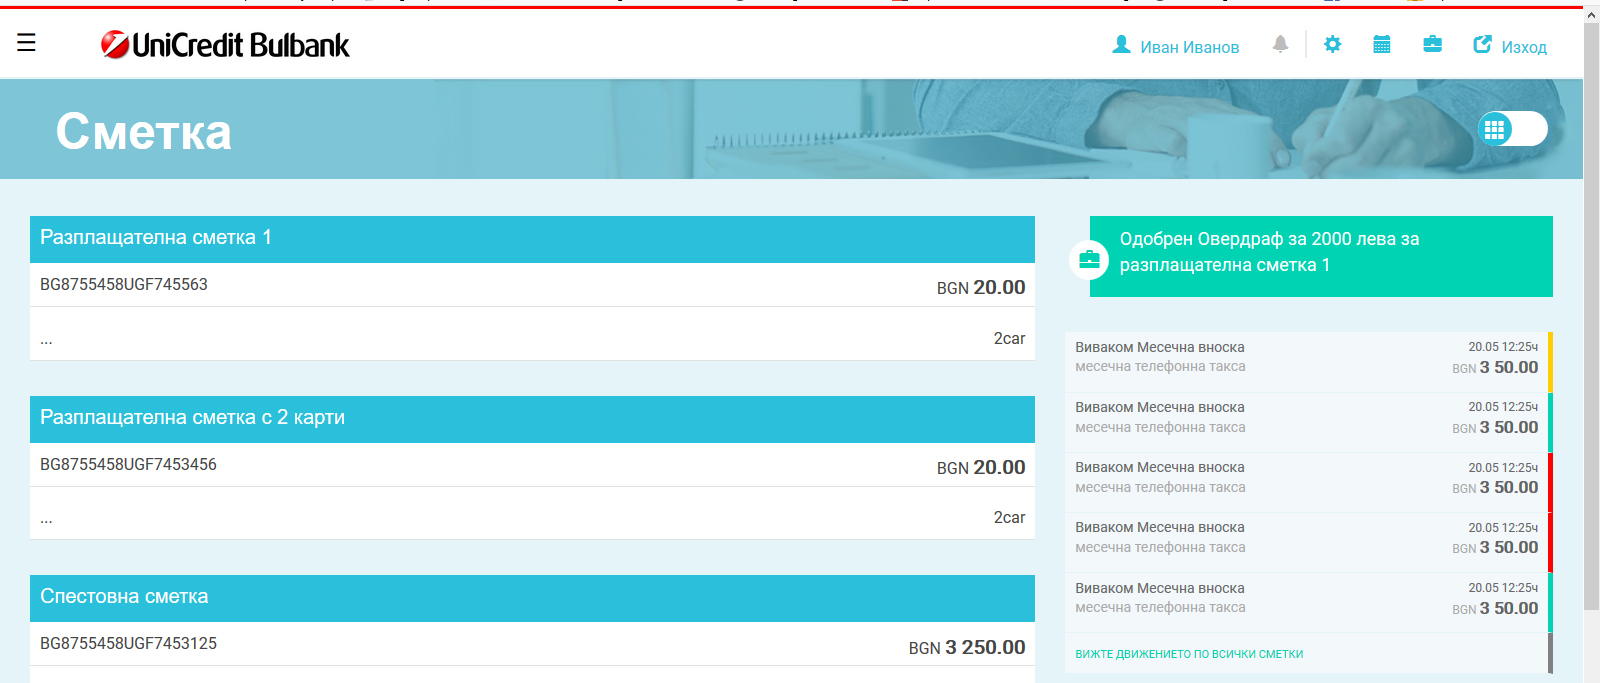 UniCredit Bulbank
Иван Иванов
Изход
Сметка
Разплащателна сметка 1
BG8755458UGF745563
BGN 20.00
...
2car
Разплащателна сметка с 2 карти
BG8755458UGF7453456
BGN 20.00
...
2car
Спестовна сметка
BG8755458UGF7453125
BGN 3 250.00
Одобрен Овердраф за 2000 лева за
разплащателна сметка 1
Виваком Месечна вноска
20.05 12:25ч
месечна телефонна такса
BGN 3 50.00
Виваком Месечна вноска
20.05 12:25ч
месечна телефонна такса
BGN 3 50.00
Виваком Месечна вноска
20.05 12:25ч
месечна телефонна такса
BGN 3 50.00
Виваком Месечна вноска
20.05 12:25ч
месечна телефонна такса
BGN 3 50.00
Виваком Месечна вноска
20.05 12:25ч
месечна телефонна такса
BGN 3 50.00
ВИЖТЕ ДВИЖЕНИЕТО ПО ВСИЧКИ СМЕТКИ